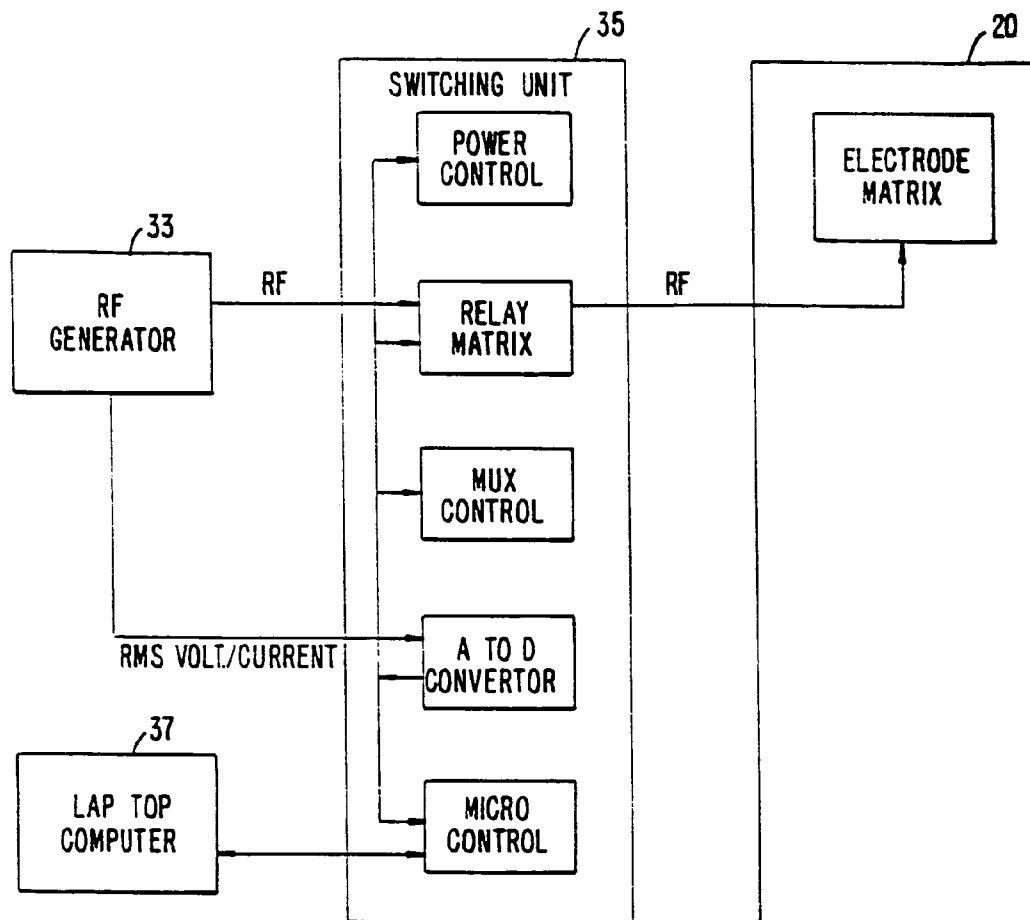 35
20
SWITCHING UNIT
POWER
CONTROL
ELECTRODE
MATRIX
33
RF
GENERATOR
RF
RELAY
MATRIX
RF
MUX
CONTROL
RMS VOLT./CURRENT
A TO D
CONVERTOR
37
LAP TOP
COMPUTER
MICRO
CONTROL